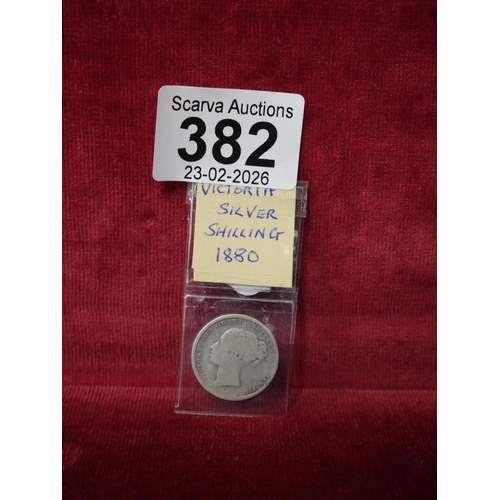 Scarva Auctions
382
23-02-2026
VICTORIA
SILVER
SHILLING
1880